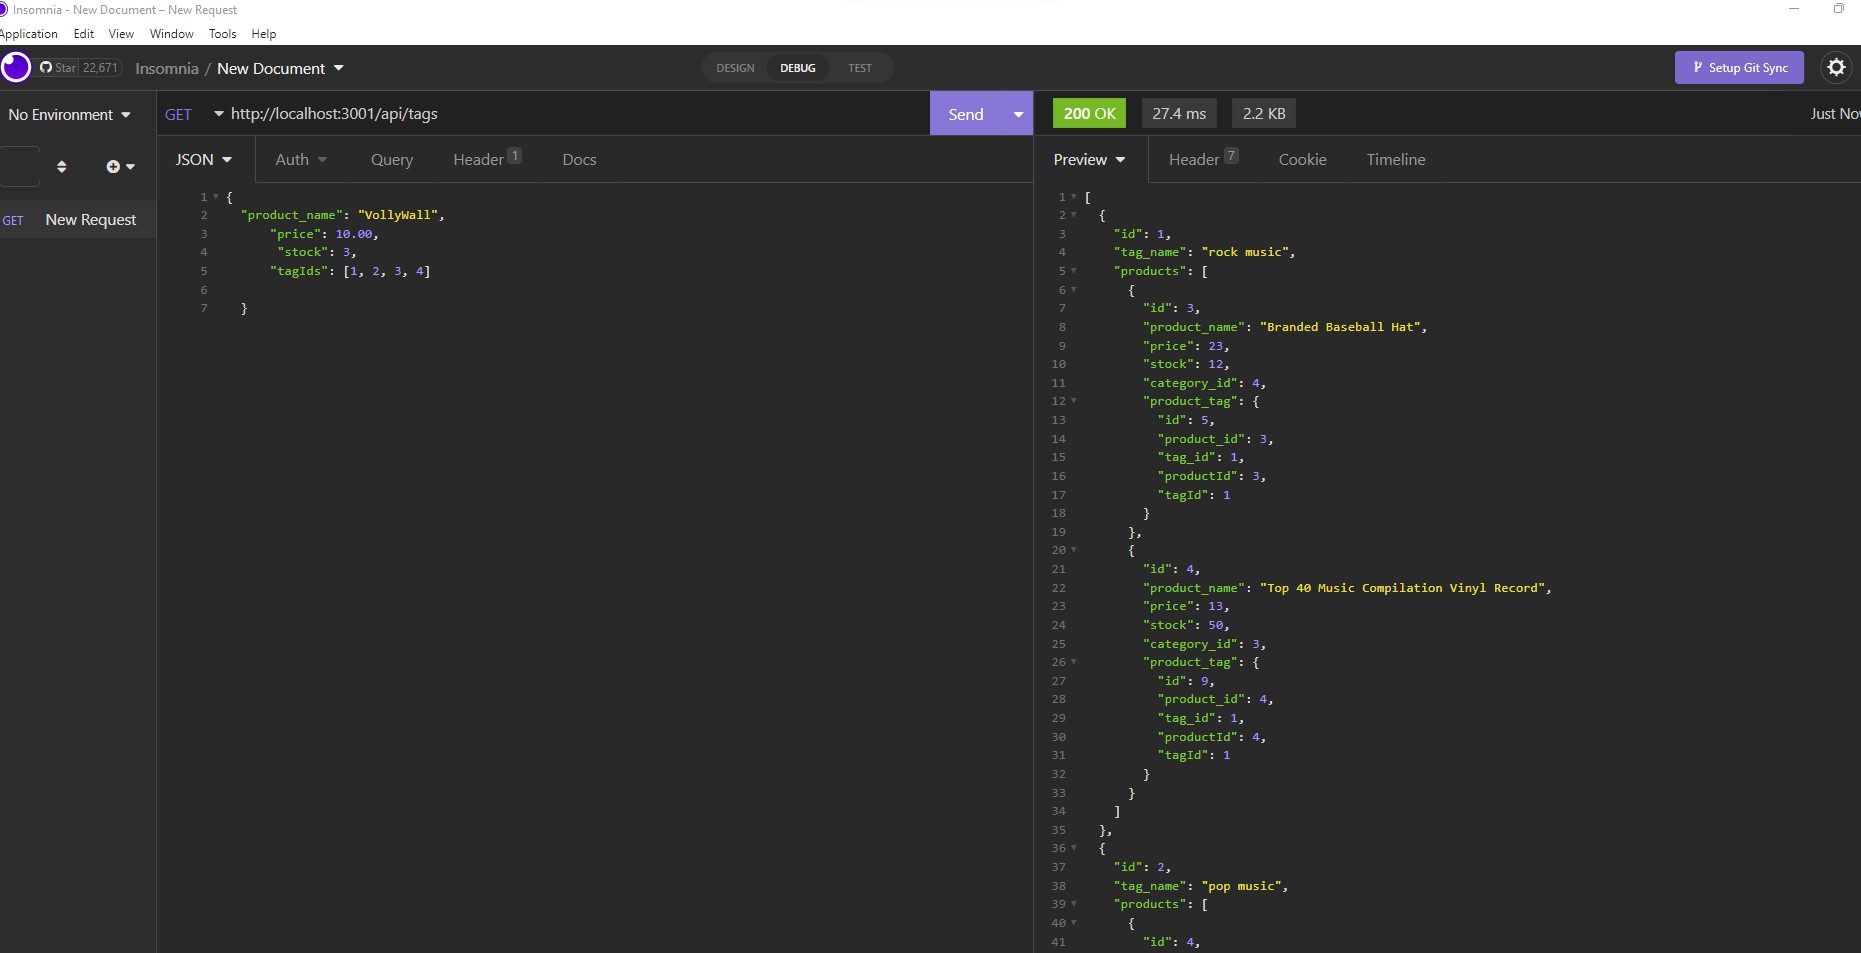 Insomnia - New Document – New Request
Application Edit View Window Tools Help
Star 22,671 Insomnia / New Document DESIGN DEBUG TEST Setup Git Sync
No Environment GET http://localhost:3001/api/tags Send 200 OK 27.4 ms 2.2 KB Just Now
JSON Auth Query Header 1 Docs Preview Header 7 Cookie Timeline
GET New Request
1 {
2 "product_name": "VollyWall",
3 "price": 10.00,
4 "stock": 3,
5 "tagIds": [1, 2, 3, 4]
6
7 }
1 [
2 {
3 "id": 1,
4 "tag_name": "rock music",
5 "products": [
6 {
7 "id": 3,
8 "product_name": "Branded Baseball Hat",
9 "price": 23,
10 "stock": 12,
11 "category_id": 4,
12 "product_tag": {
13 "id": 5,
14 "product_id": 3,
15 "tag_id": 1,
16 "productId": 3,
17 "tagId": 1
18 }
19 },
20 {
21 "id": 4,
22 "product_name": "Top 40 Music Compilation Vinyl Record",
23 "price": 13,
24 "stock": 50,
25 "category_id": 3,
26 "product_tag": {
27 "id": 9,
28 "product_id": 4,
29 "tag_id": 1,
30 "productId": 4,
31 "tagId": 1
32 }
33 }
34 ]
35 },
36 {
37 "id": 2,
38 "tag_name": "pop music",
39 "products": [
40 {
41 "id": 4,